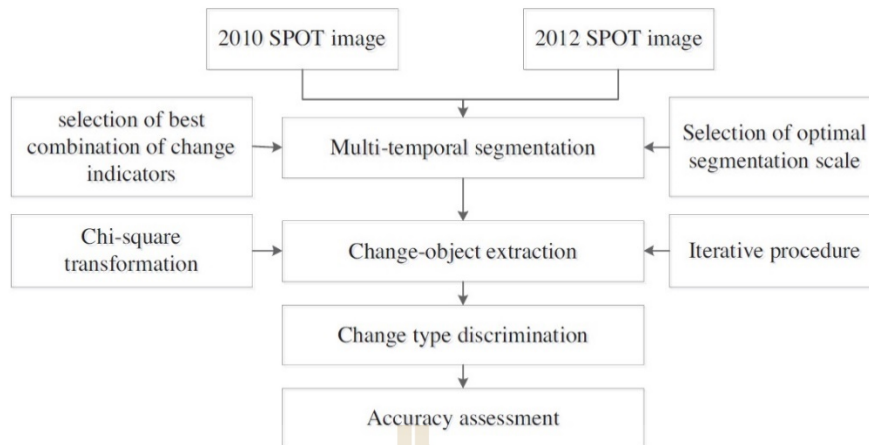 2010 SPOT image
2012 SPOT image
selection of best
combination of change
indicators
Multi-temporal segmentation
Selection of optimal
segmentation scale
Chi-square
transformation
Change-object extraction
Iterative procedure
Change type discrimination
Accuracy assessment